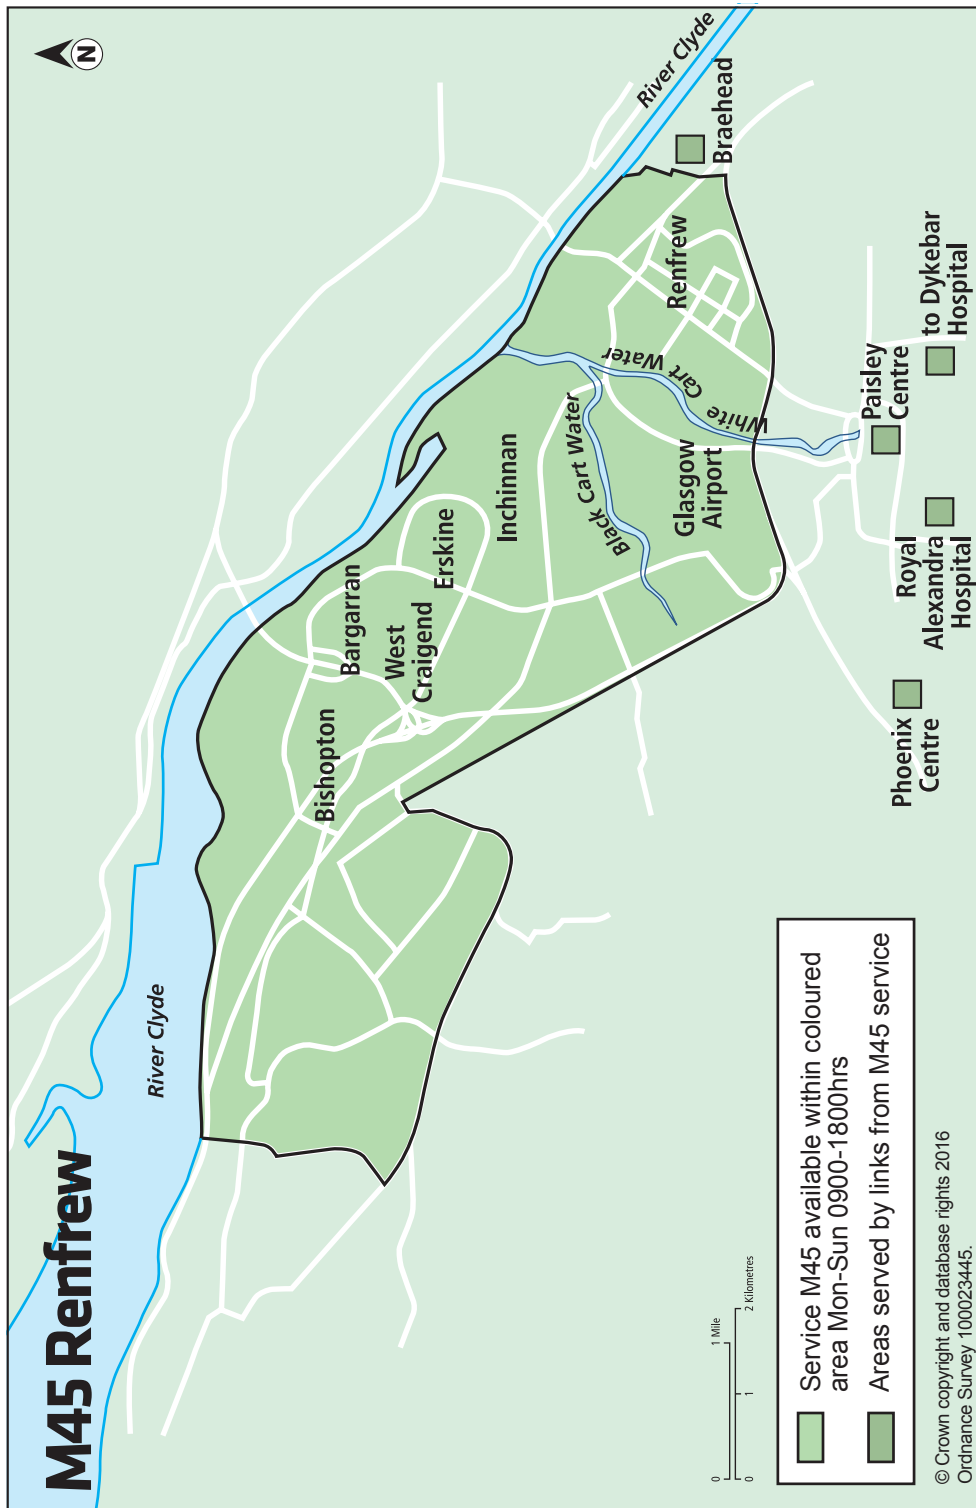 M45 Renfrew
N
River Clyde
River Clyde
Braehead
Renfrew
Bishopton
Bargarran
West
Craigend
Erskine
Inchinnan
Black Cart Water
White Cart Water
Glasgow
Airport
Paisley
Centre
to Dykebar
Hospital
Royal
Alexandra
Hospital
Phoenix
Centre
0
1 Mile
0
1
2 Kilometres
Service M45 available within coloured
area Mon-Sun 0900-1800hrs
Areas served by links from M45 service
© Crown copyright and database rights 2016
Ordnance Survey 100023445.